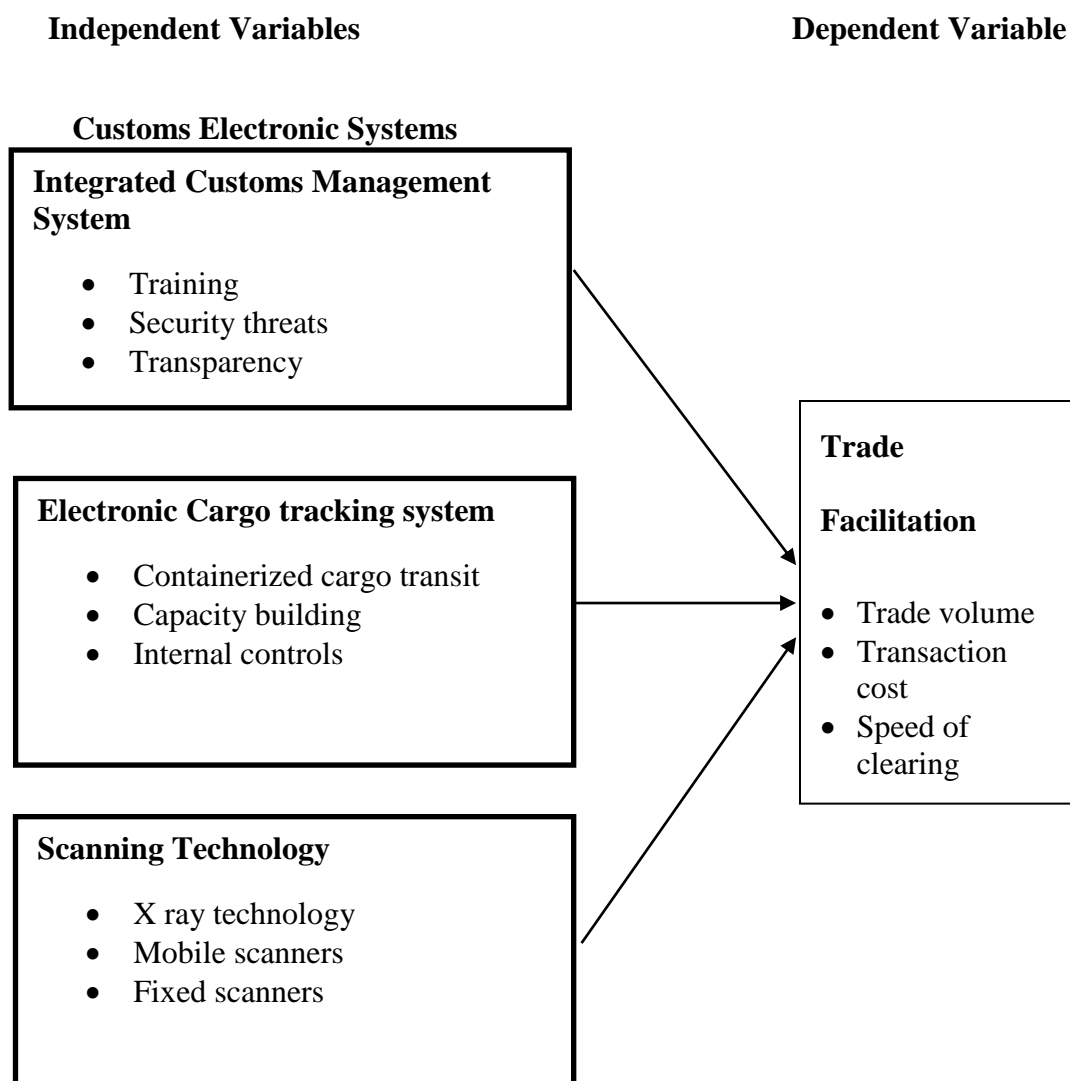 Independent Variables
Dependent Variable
Customs Electronic Systems
Integrated Customs Management
System
• Training
• Security threats
• Transparency
Electronic Cargo tracking system
• Containerized cargo transit
• Capacity building
• Internal controls
Scanning Technology
• X ray technology
• Mobile scanners
• Fixed scanners
Trade
Facilitation
• Trade volume
• Transaction
cost
• Speed of
clearing